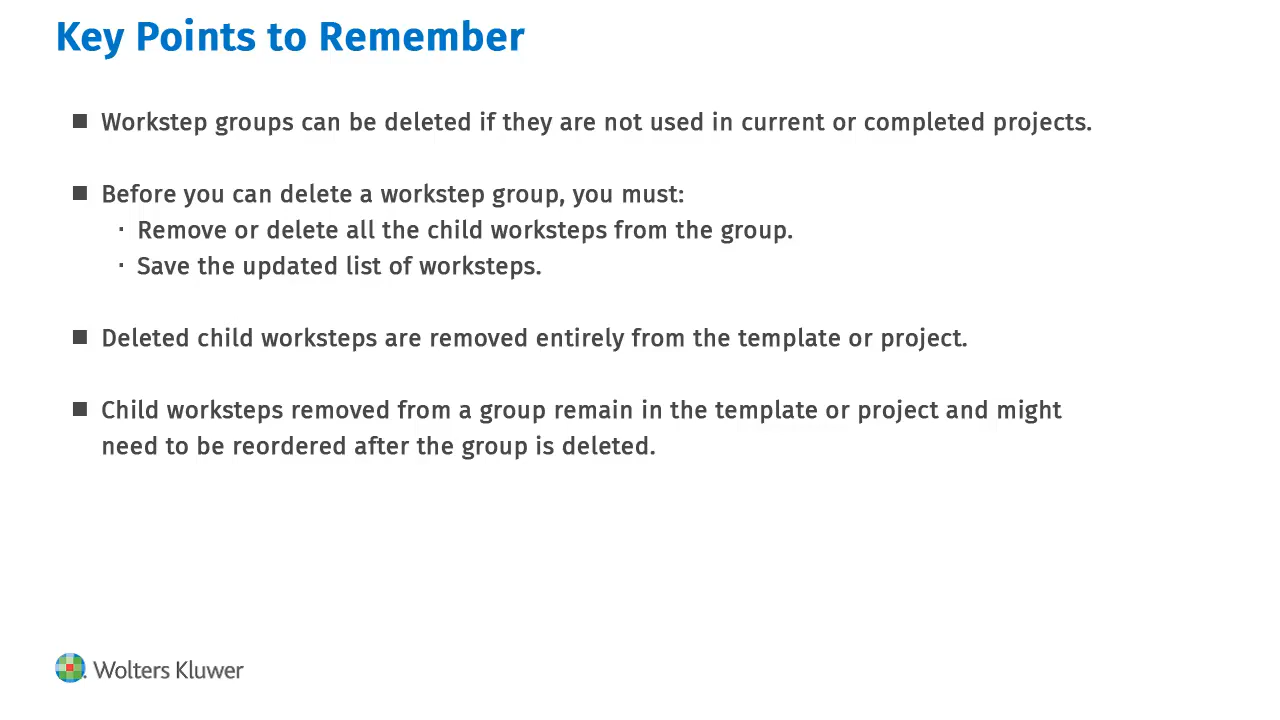 Key Points to Remember
■ Workstep groups can be deleted if they are not used in current or completed projects.
■ Before you can delete a workstep group, you must:
· Remove or delete all the child worksteps from the group.
· Save the updated list of worksteps.
■ Deleted child worksteps are removed entirely from the template or project.
■ Child worksteps removed from a group remain in the template or project and might
need to be reordered after the group is deleted.
Wolters Kluwer